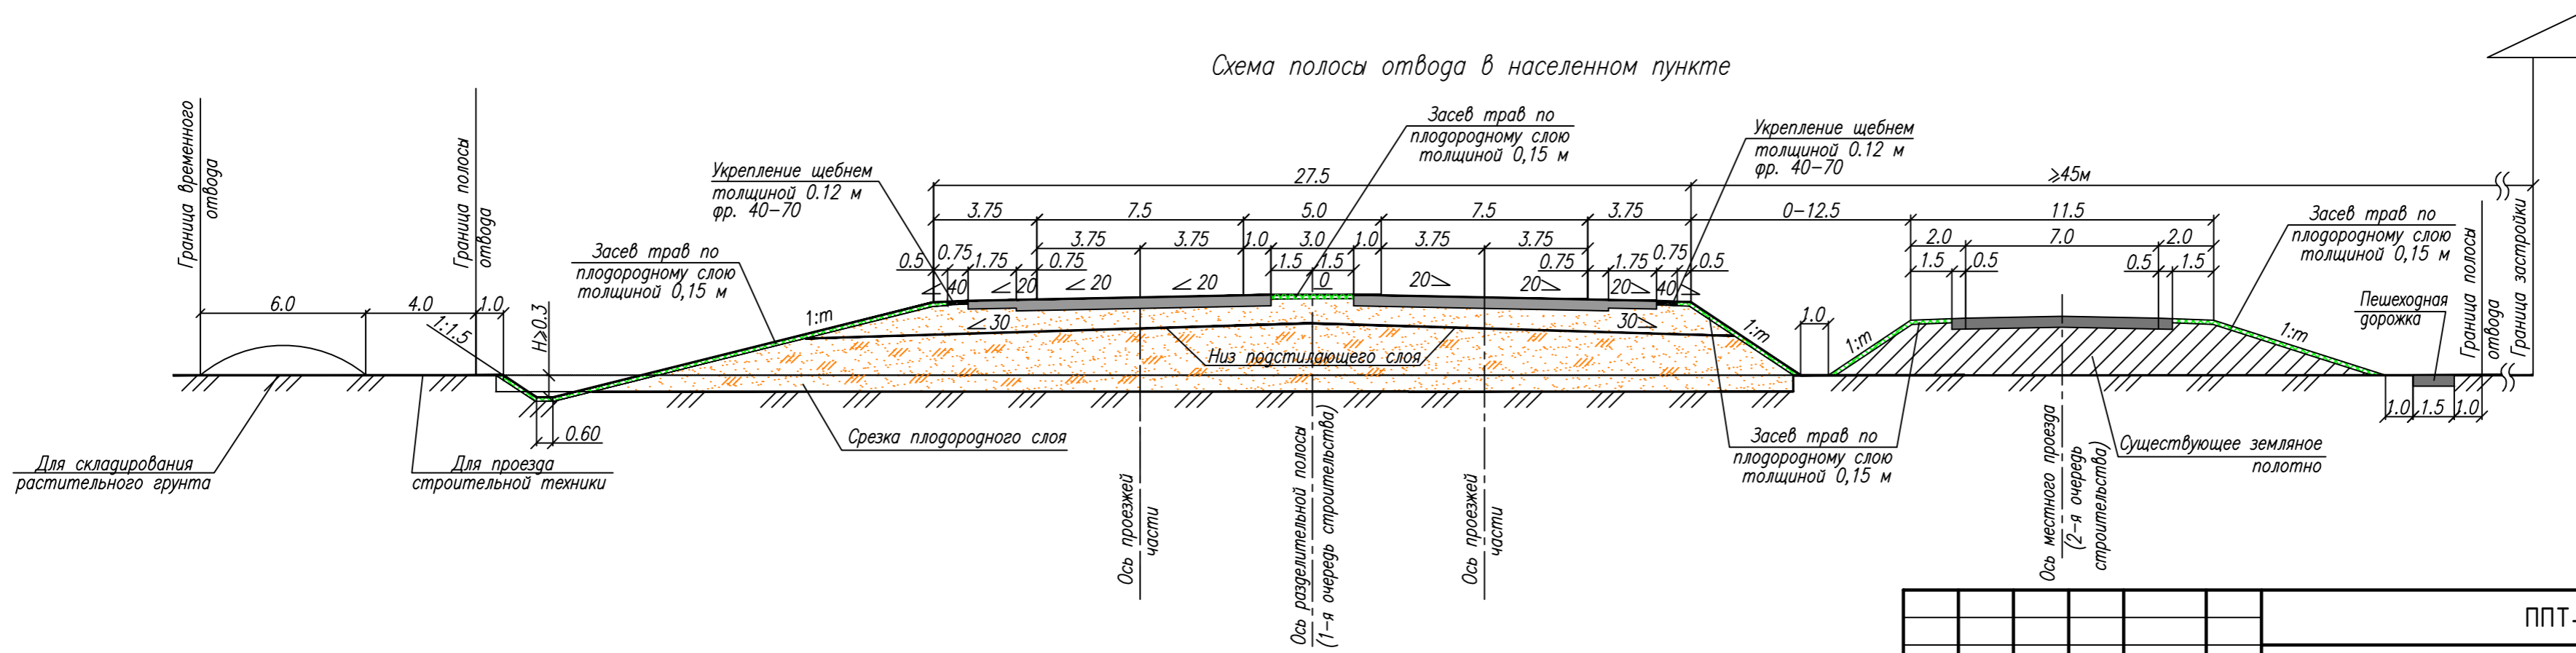 Схема полосы отвода в населенном пункте
Граница временного
отвода
Граница полосы
отвода
Укрепление щебнем
толщиной 0.12 м
фр. 40-70
Засев трав по
плодородному слою
толщиной 0,15 м
Засев трав по
плодородному слою
толщиной 0,15 м
Укрепление щебнем
толщиной 0.12 м
фр. 40-70
27.5
≥45м
3.75
7.5
5.0
7.5
3.75
0-12.5
11.5
3.75
3.75
1.0
3.0
1.0
3.75
3.75
2.0
7.0
2.0
0.5
0.75
1.75
0.75
1.5
1.5
0.75
1.75
0.75
0.5
1.5
0.5
0.5
1.5
40
20
20
20
0
20
20
20
40
Засев трав по
плодородному слою
толщиной 0,15 м
Граница полосы
отвода
Граница застройки
Пешеходная
дорожка
6.0
4.0
1.0
1:1.5
H≥0.3
1:m
30
30
1:m
1.0
1:m
1:m
Низ подстилающего слоя
0.60
Срезка плодородного слоя
1.0
1.5
1.0
Для складирования
растительного грунта
Для проезда
строительной техники
Засев трав по
плодородному слою
толщиной 0,15 м
Существующее земляное
полотно
Ось проезжей
части
Ось разделительной полосы
(1-я очередь строительства)
Ось проезжей
части
Ось местного проезда
(2-я очередь
строительства)
ППТ-